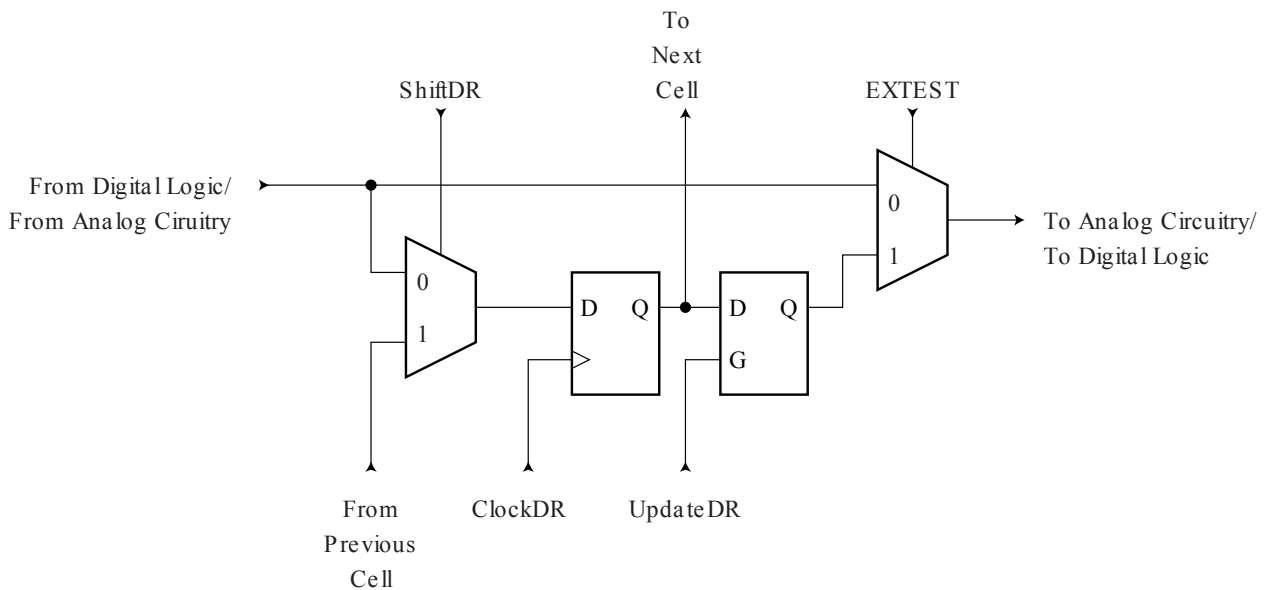 To
Next
Cell
ShiftDR
EXTEST
From Digital Logic/
From Analog Ciruitry
0
1
0
1
To Analog Circuitry/
To Digital Logic
D Q
D Q
G
From
Previous
Cell
ClockDR
UpdateDR